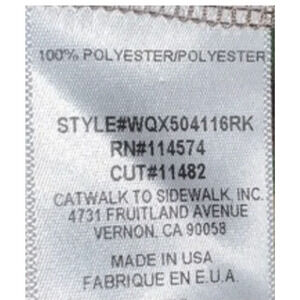 100% POLYESTER/POLYESTER
STYLE#WQX504116RK
RN#114574
CUT#11482
CATWALK TO SIDEWALK, INC.
4731 FRUITLAND AVENUE
VERNON, CA 90058
MADE IN USA
FABRIQUE EN E.U.A.